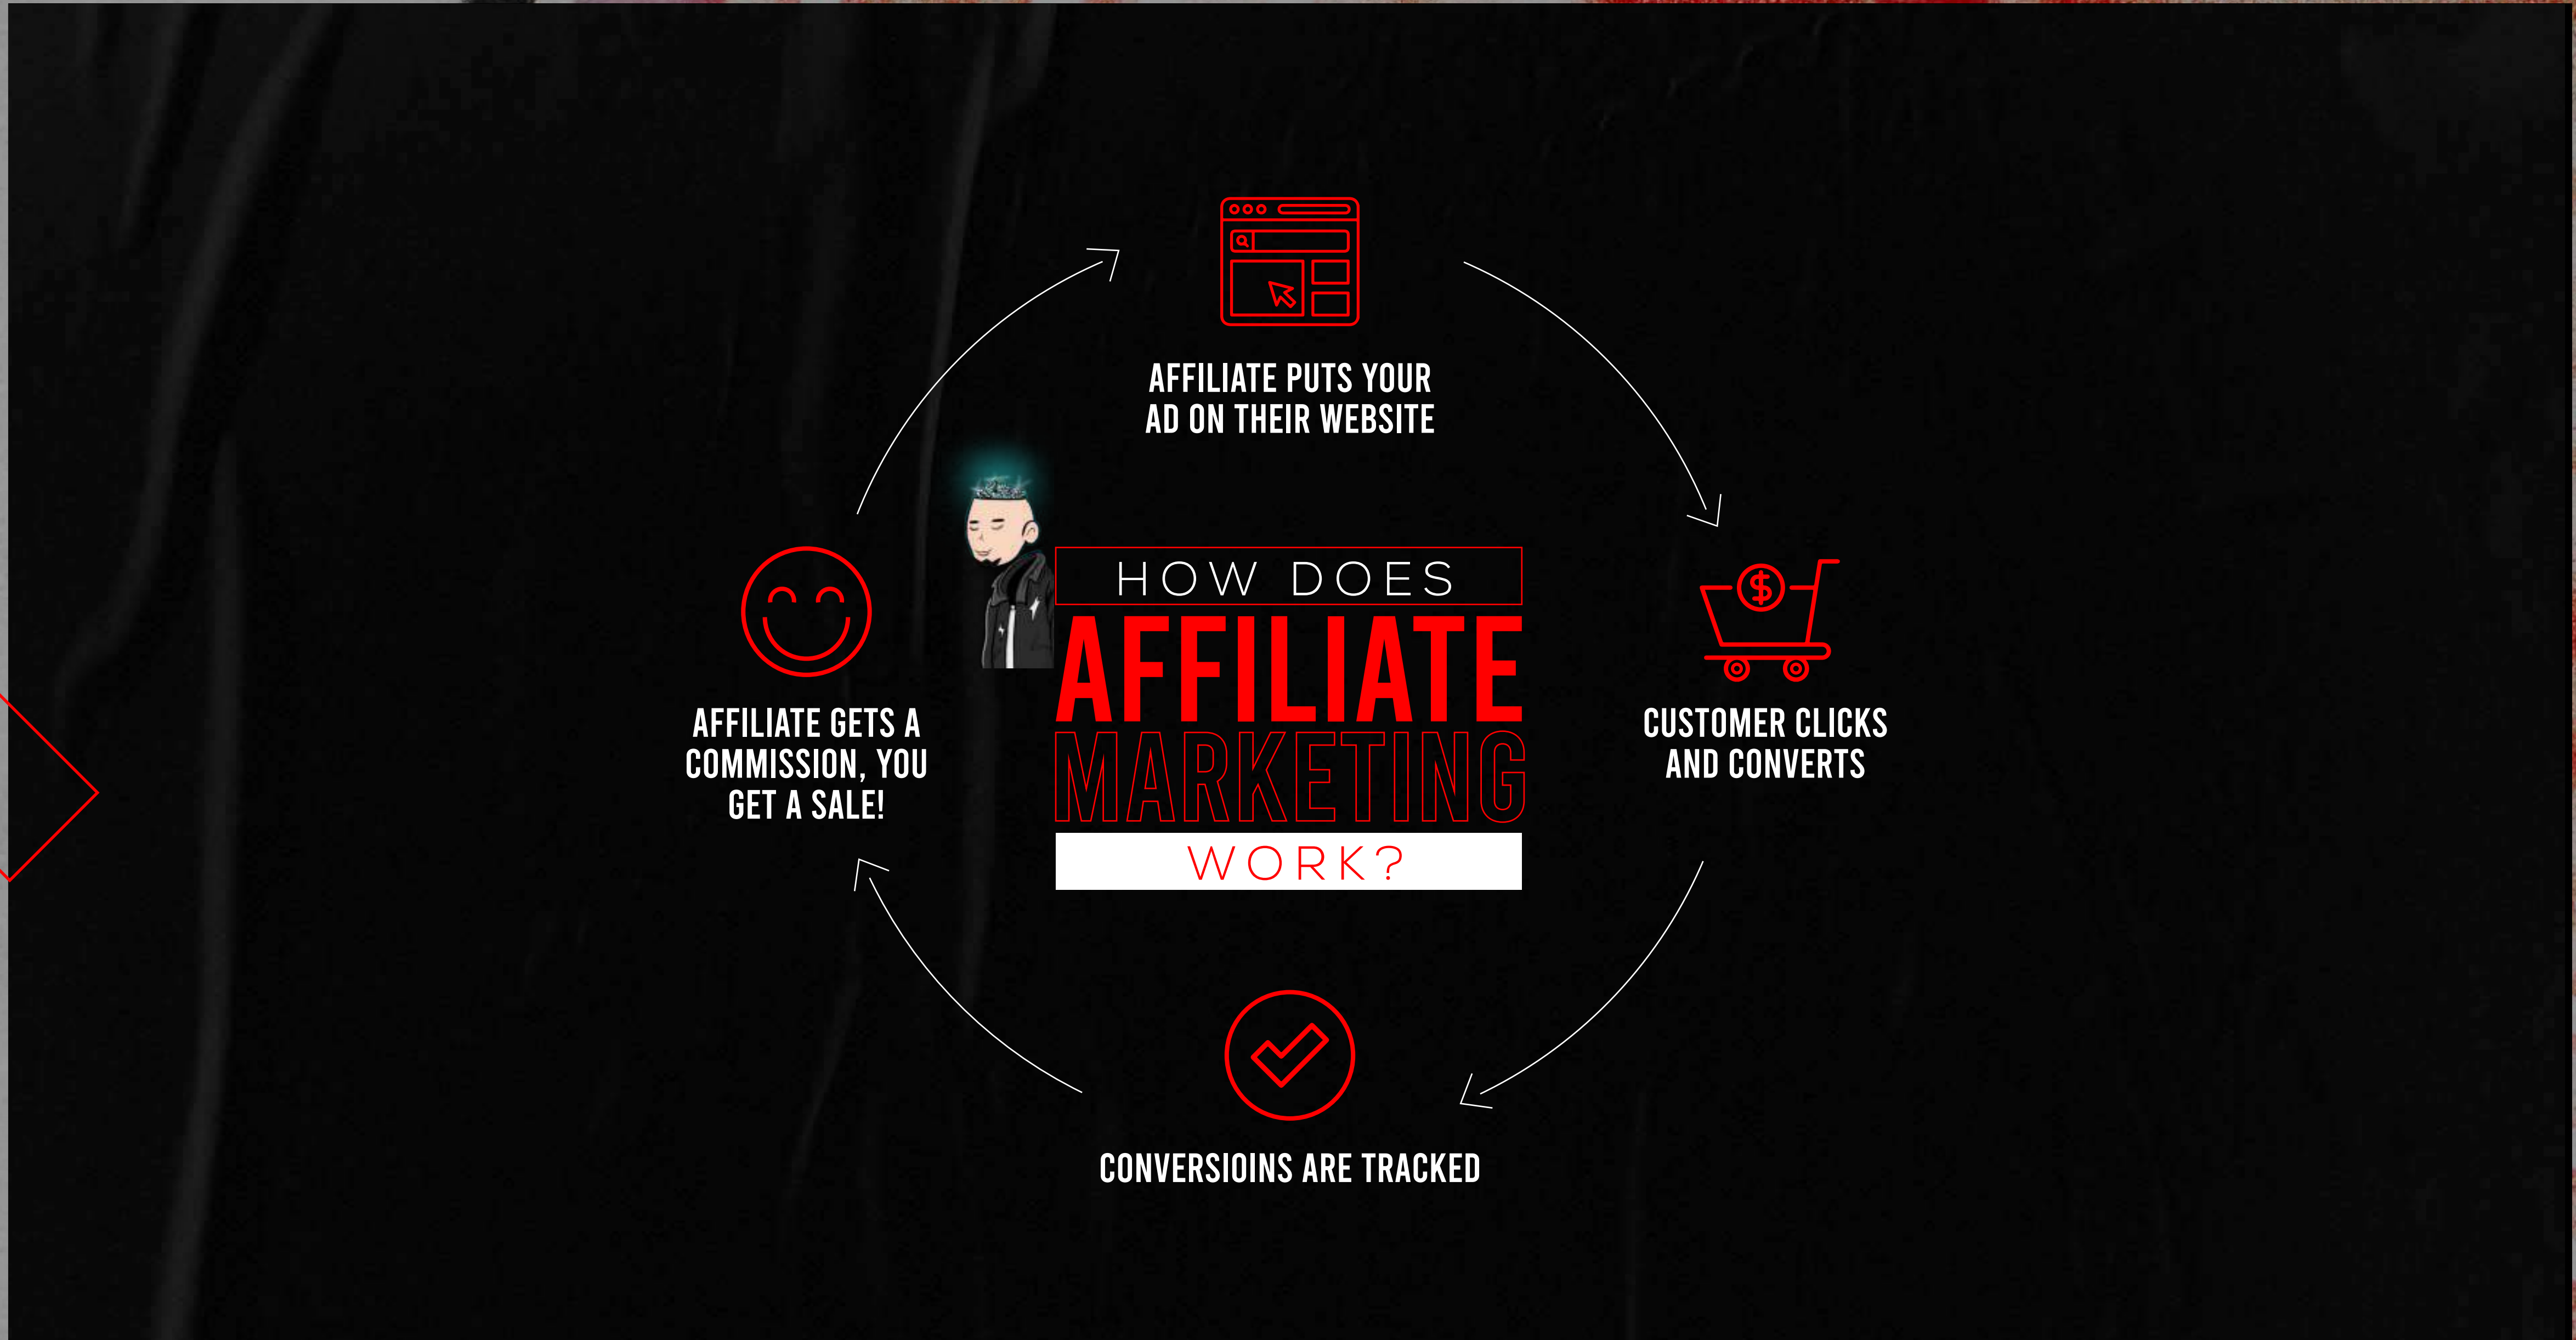 AFFILIATE PUTS YOUR
AD ON THEIR WEBSITE
HOW DOES
AFFILIATE
MARKETING
WORK?
CUSTOMER CLICKS
AND CONVERTS
CONVERSIOINS ARE TRACKED
AFFILIATE GETS A
COMMISSION, YOU
GET A SALE!